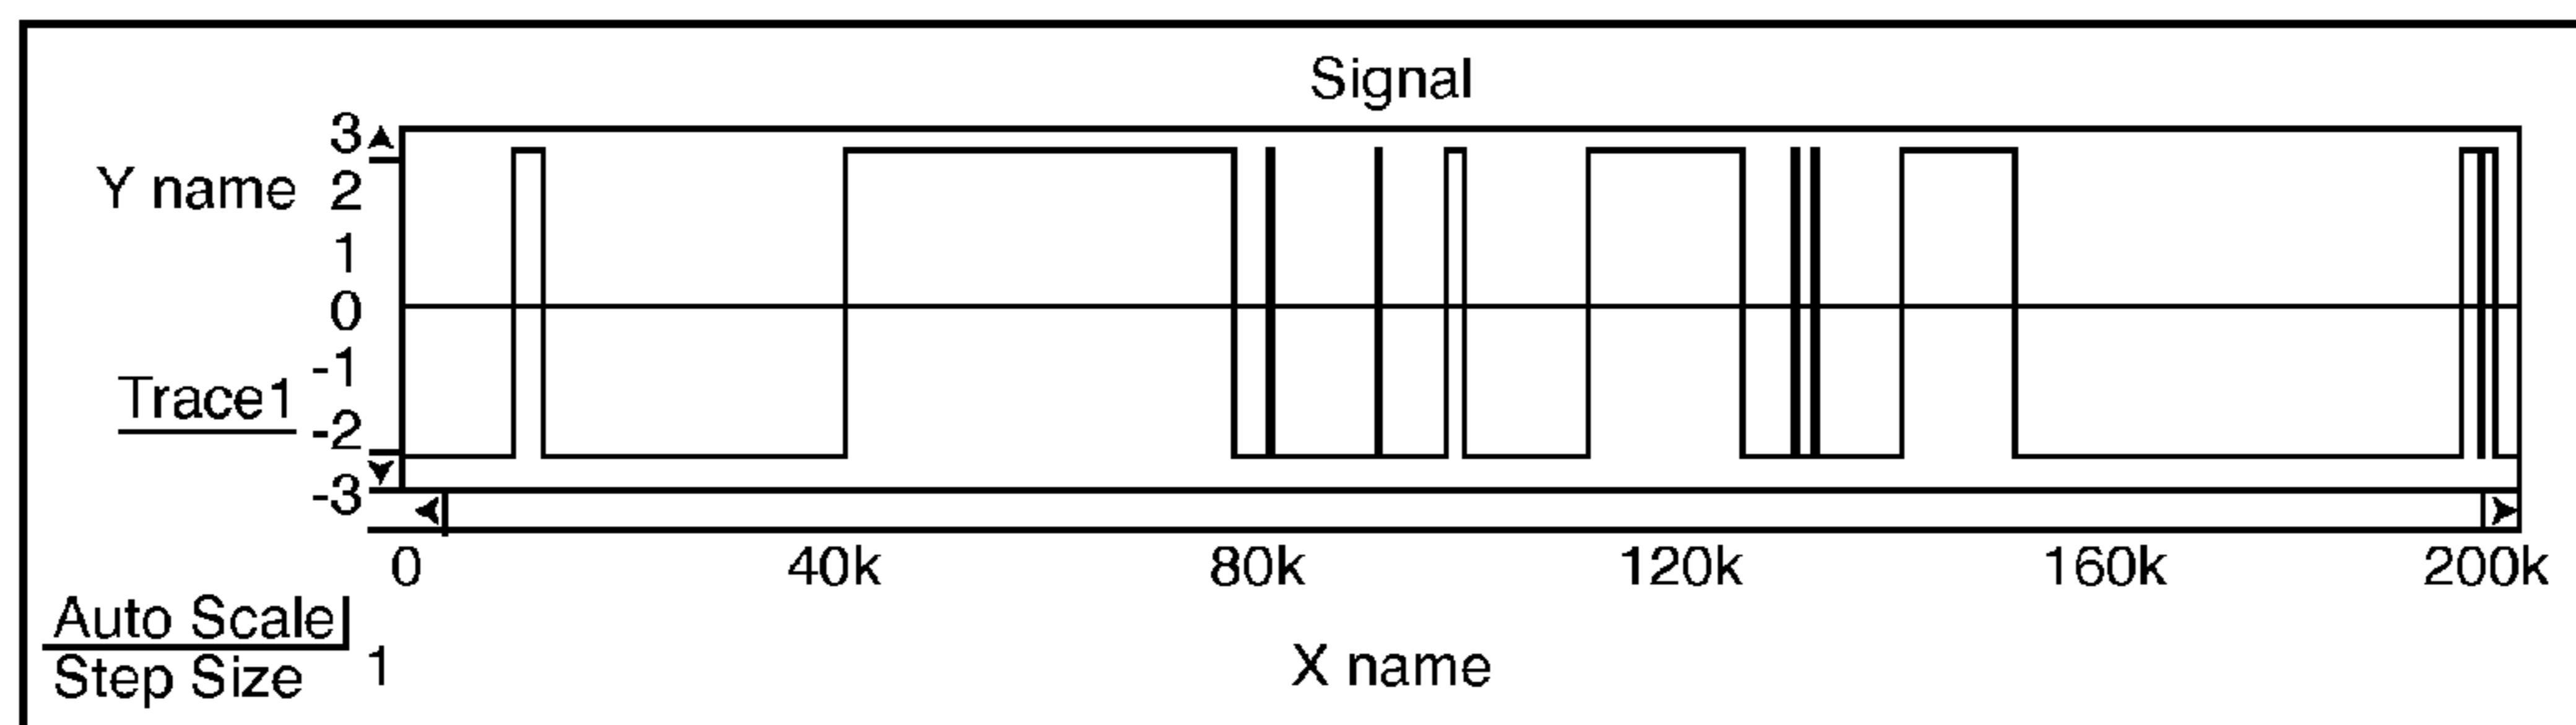 Signal
3
Y name 2
1
0
-1
Trace1
-2
-3
0 40k 80k 120k 160k 200k
Auto Scale
Step Size 1
X name